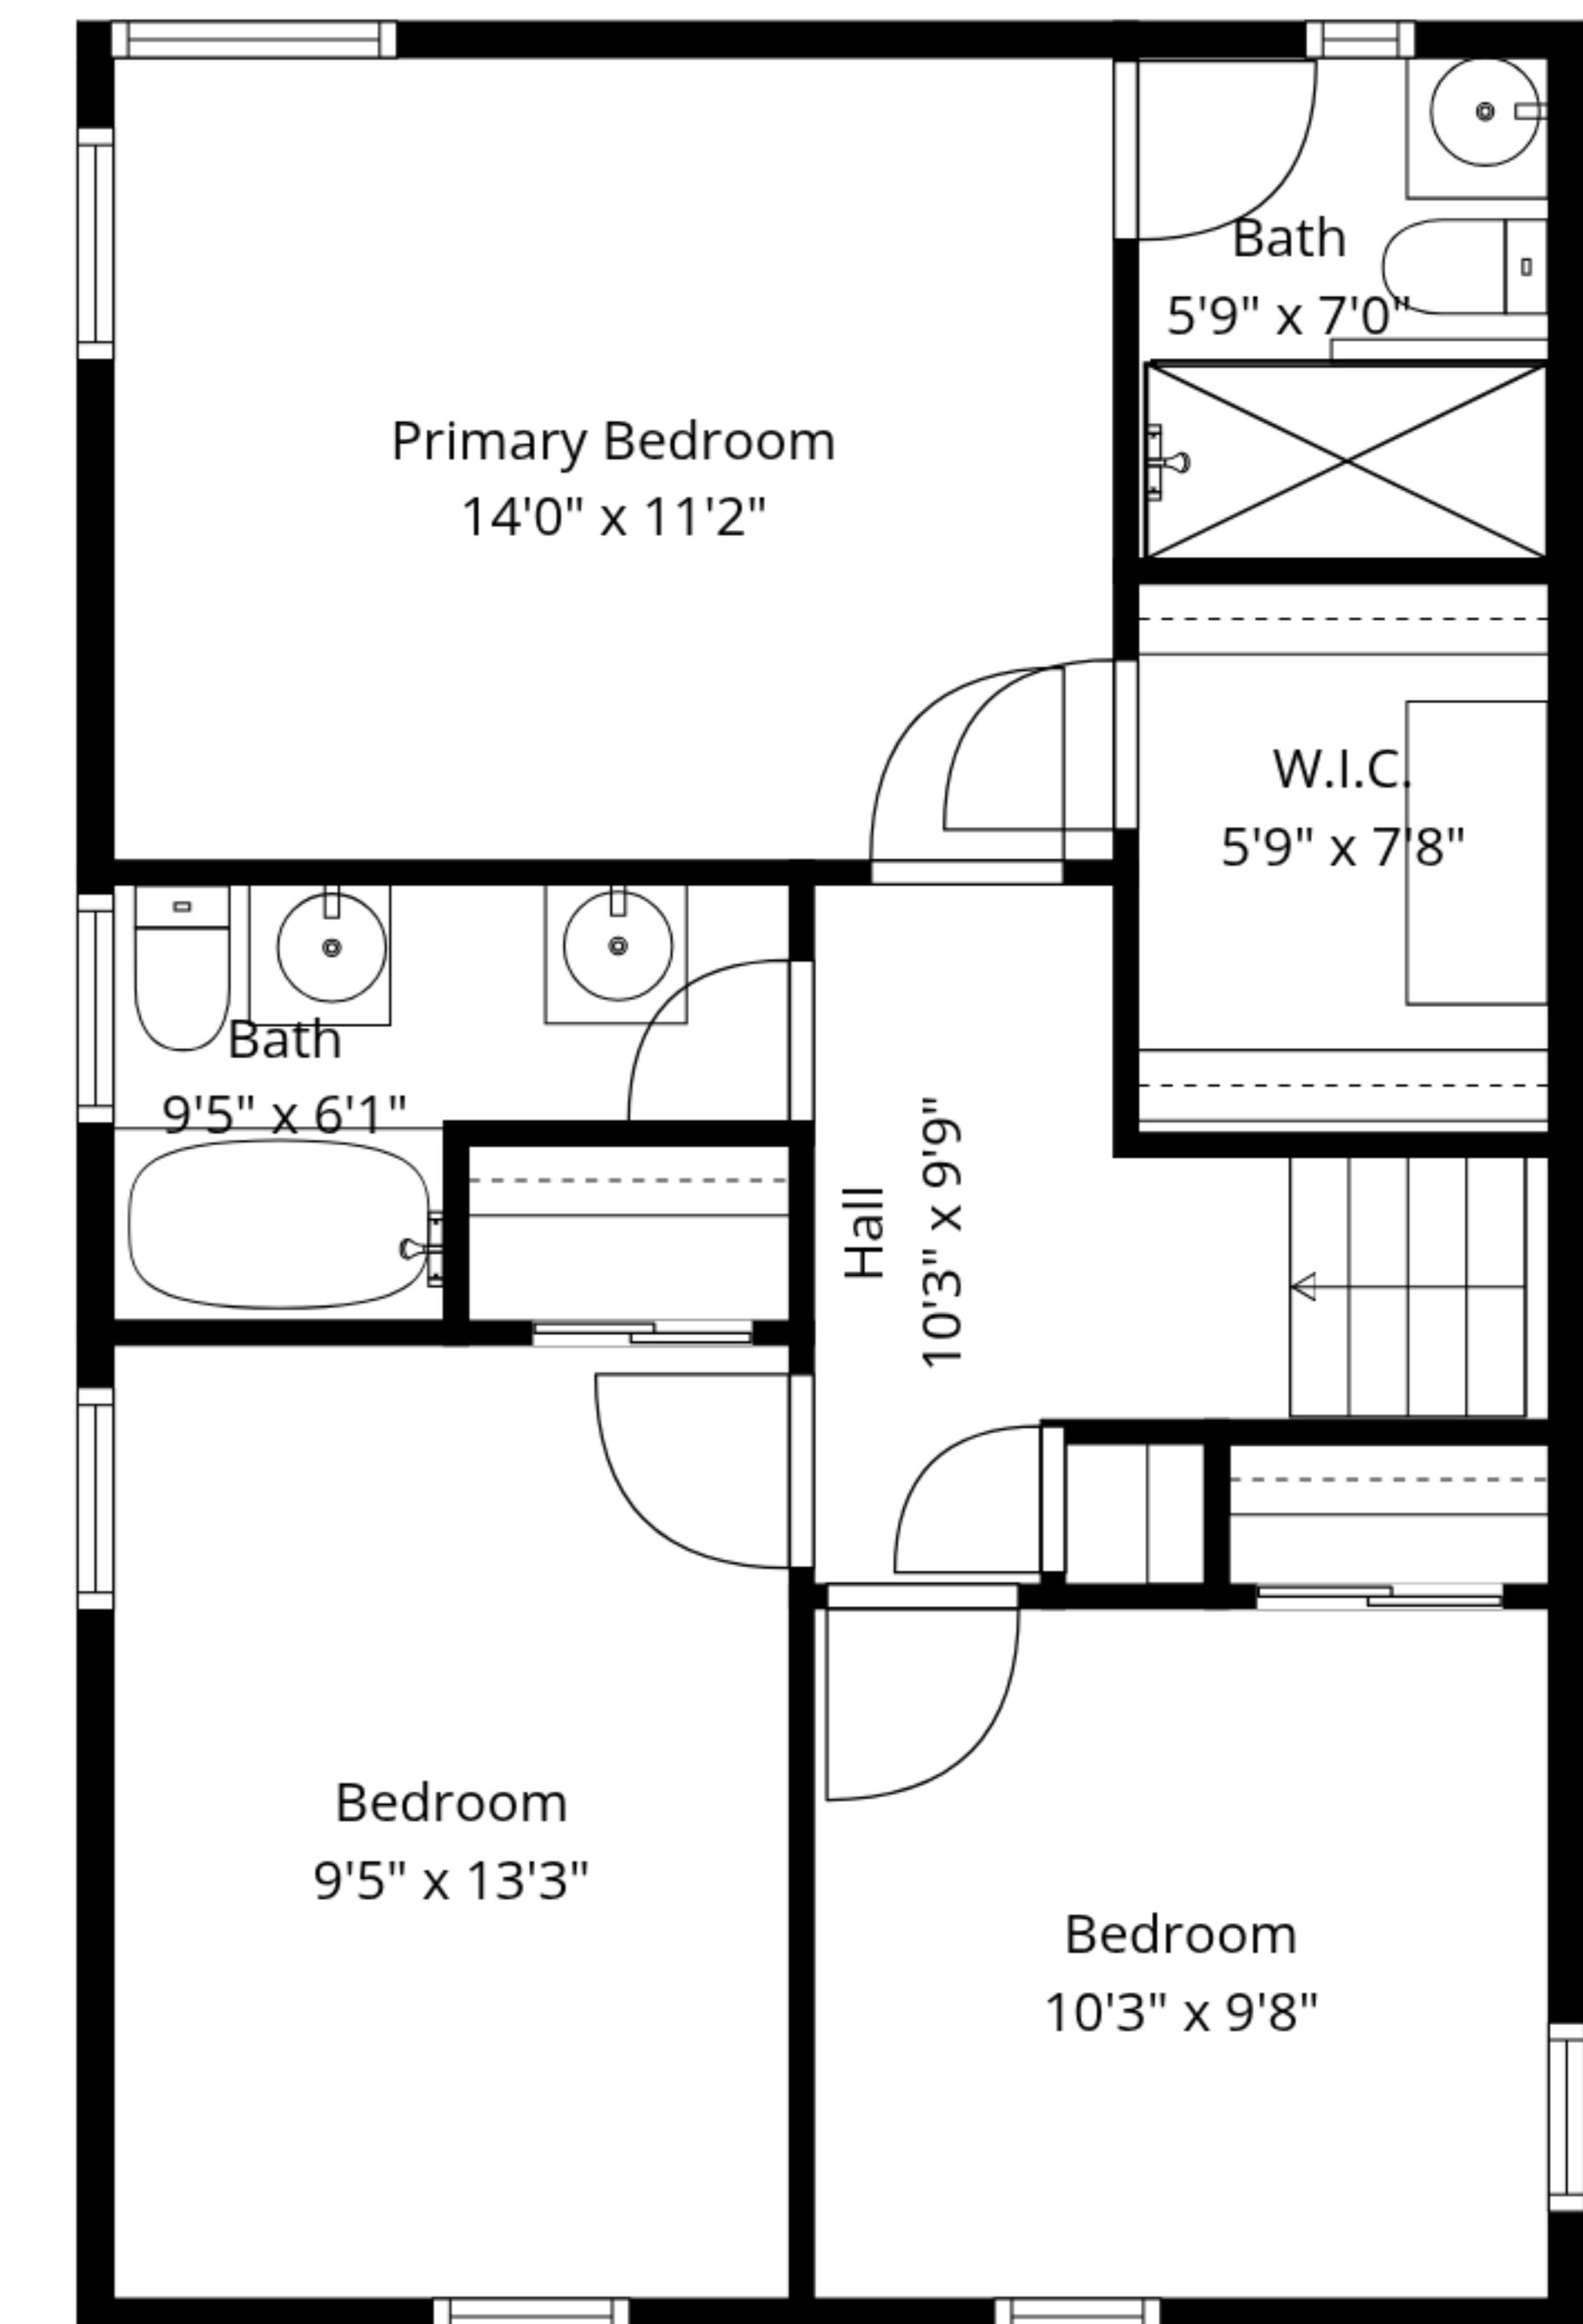 Bath
5'9" x 7'0"
Primary Bedroom
14'0" x 11'2"
W.I.C.
5'9" x 7'8"
Bath
9'5" x 6'1"
Hall
10'3" x 9'9"
Bedroom
9'5" x 13'3"
Bedroom
10'3" x 9'8"